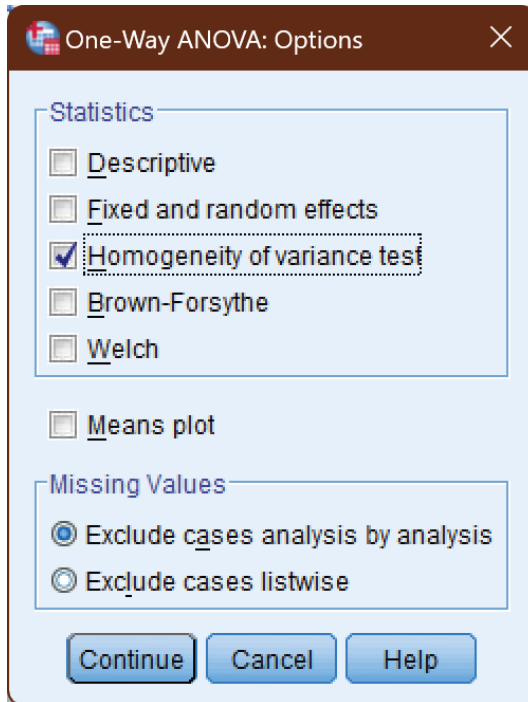 One-Way ANOVA: Options
Statistics
Descriptive
Fixed and random effects
Homogeneity of variance test
Brown-Forsythe
Welch
Means plot
Missing Values
Exclude cases analysis by analysis
Exclude cases listwise
Continue Cancel Help